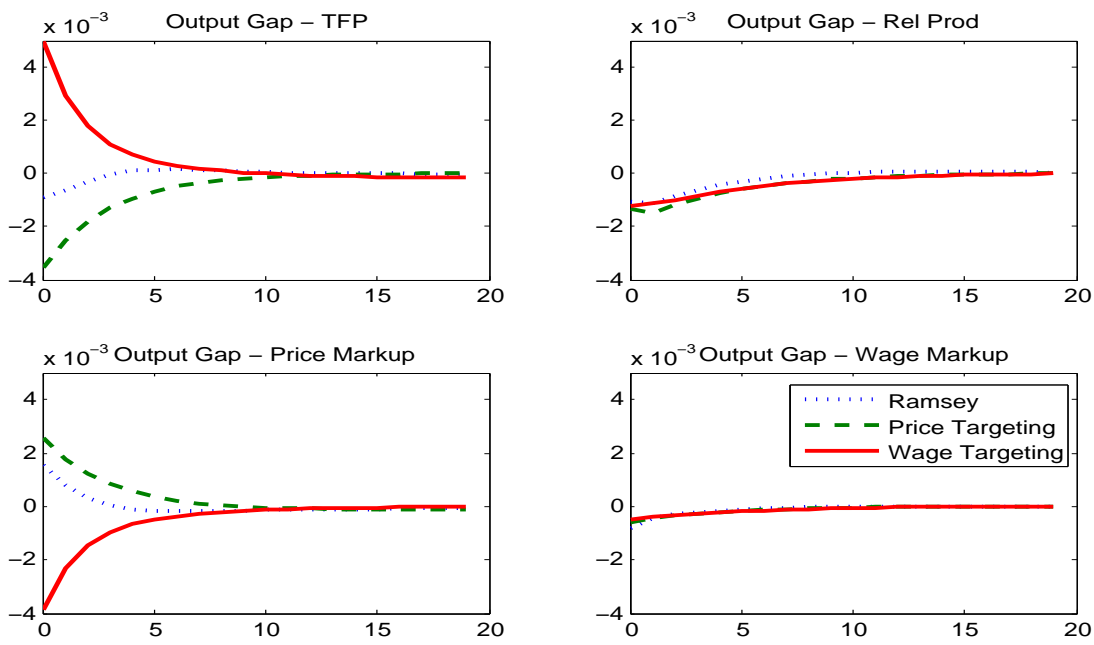 x 10⁻³ Output Gap – TFP
4
2
0
−2
−4
0 5 10 15 20
x 10⁻³ Output Gap – Rel Prod
4
2
0
−2
−4
0 5 10 15 20
x 10⁻³ Output Gap – Price Markup
4
2
0
−2
−4
0 5 10 15 20
x 10⁻³ Output Gap – Wage Markup
4
2
0
−2
−4
0 5 10 15 20
Ramsey
Price Targeting
Wage Targeting